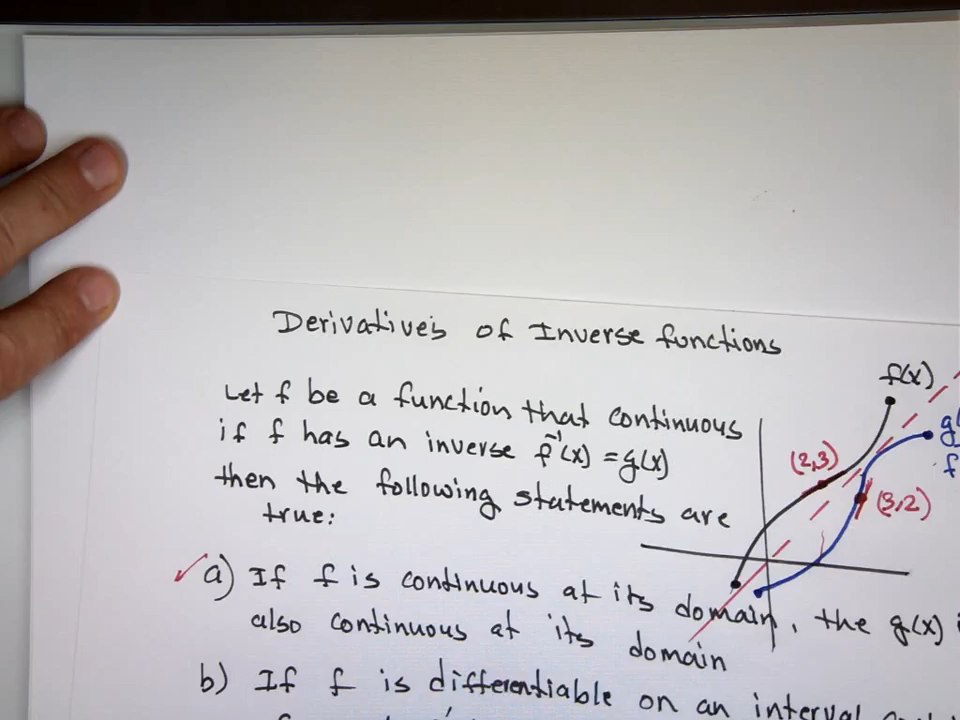 Derivatives of Inverse functions
f(x)
Let f be a function that continuous
if f has an inverse f⁻¹(x) = g(x)
(2,3)
then the following statements are
(3,2)
true:
a) If f is continuous at its domain, the g(x)
also continuous at its domain
b) If f is differentiable on an interval